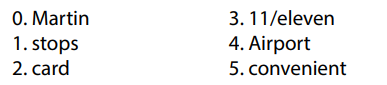 0. Martin
1. stops
2. card
3. 11/eleven
4. Airport
5. convenient